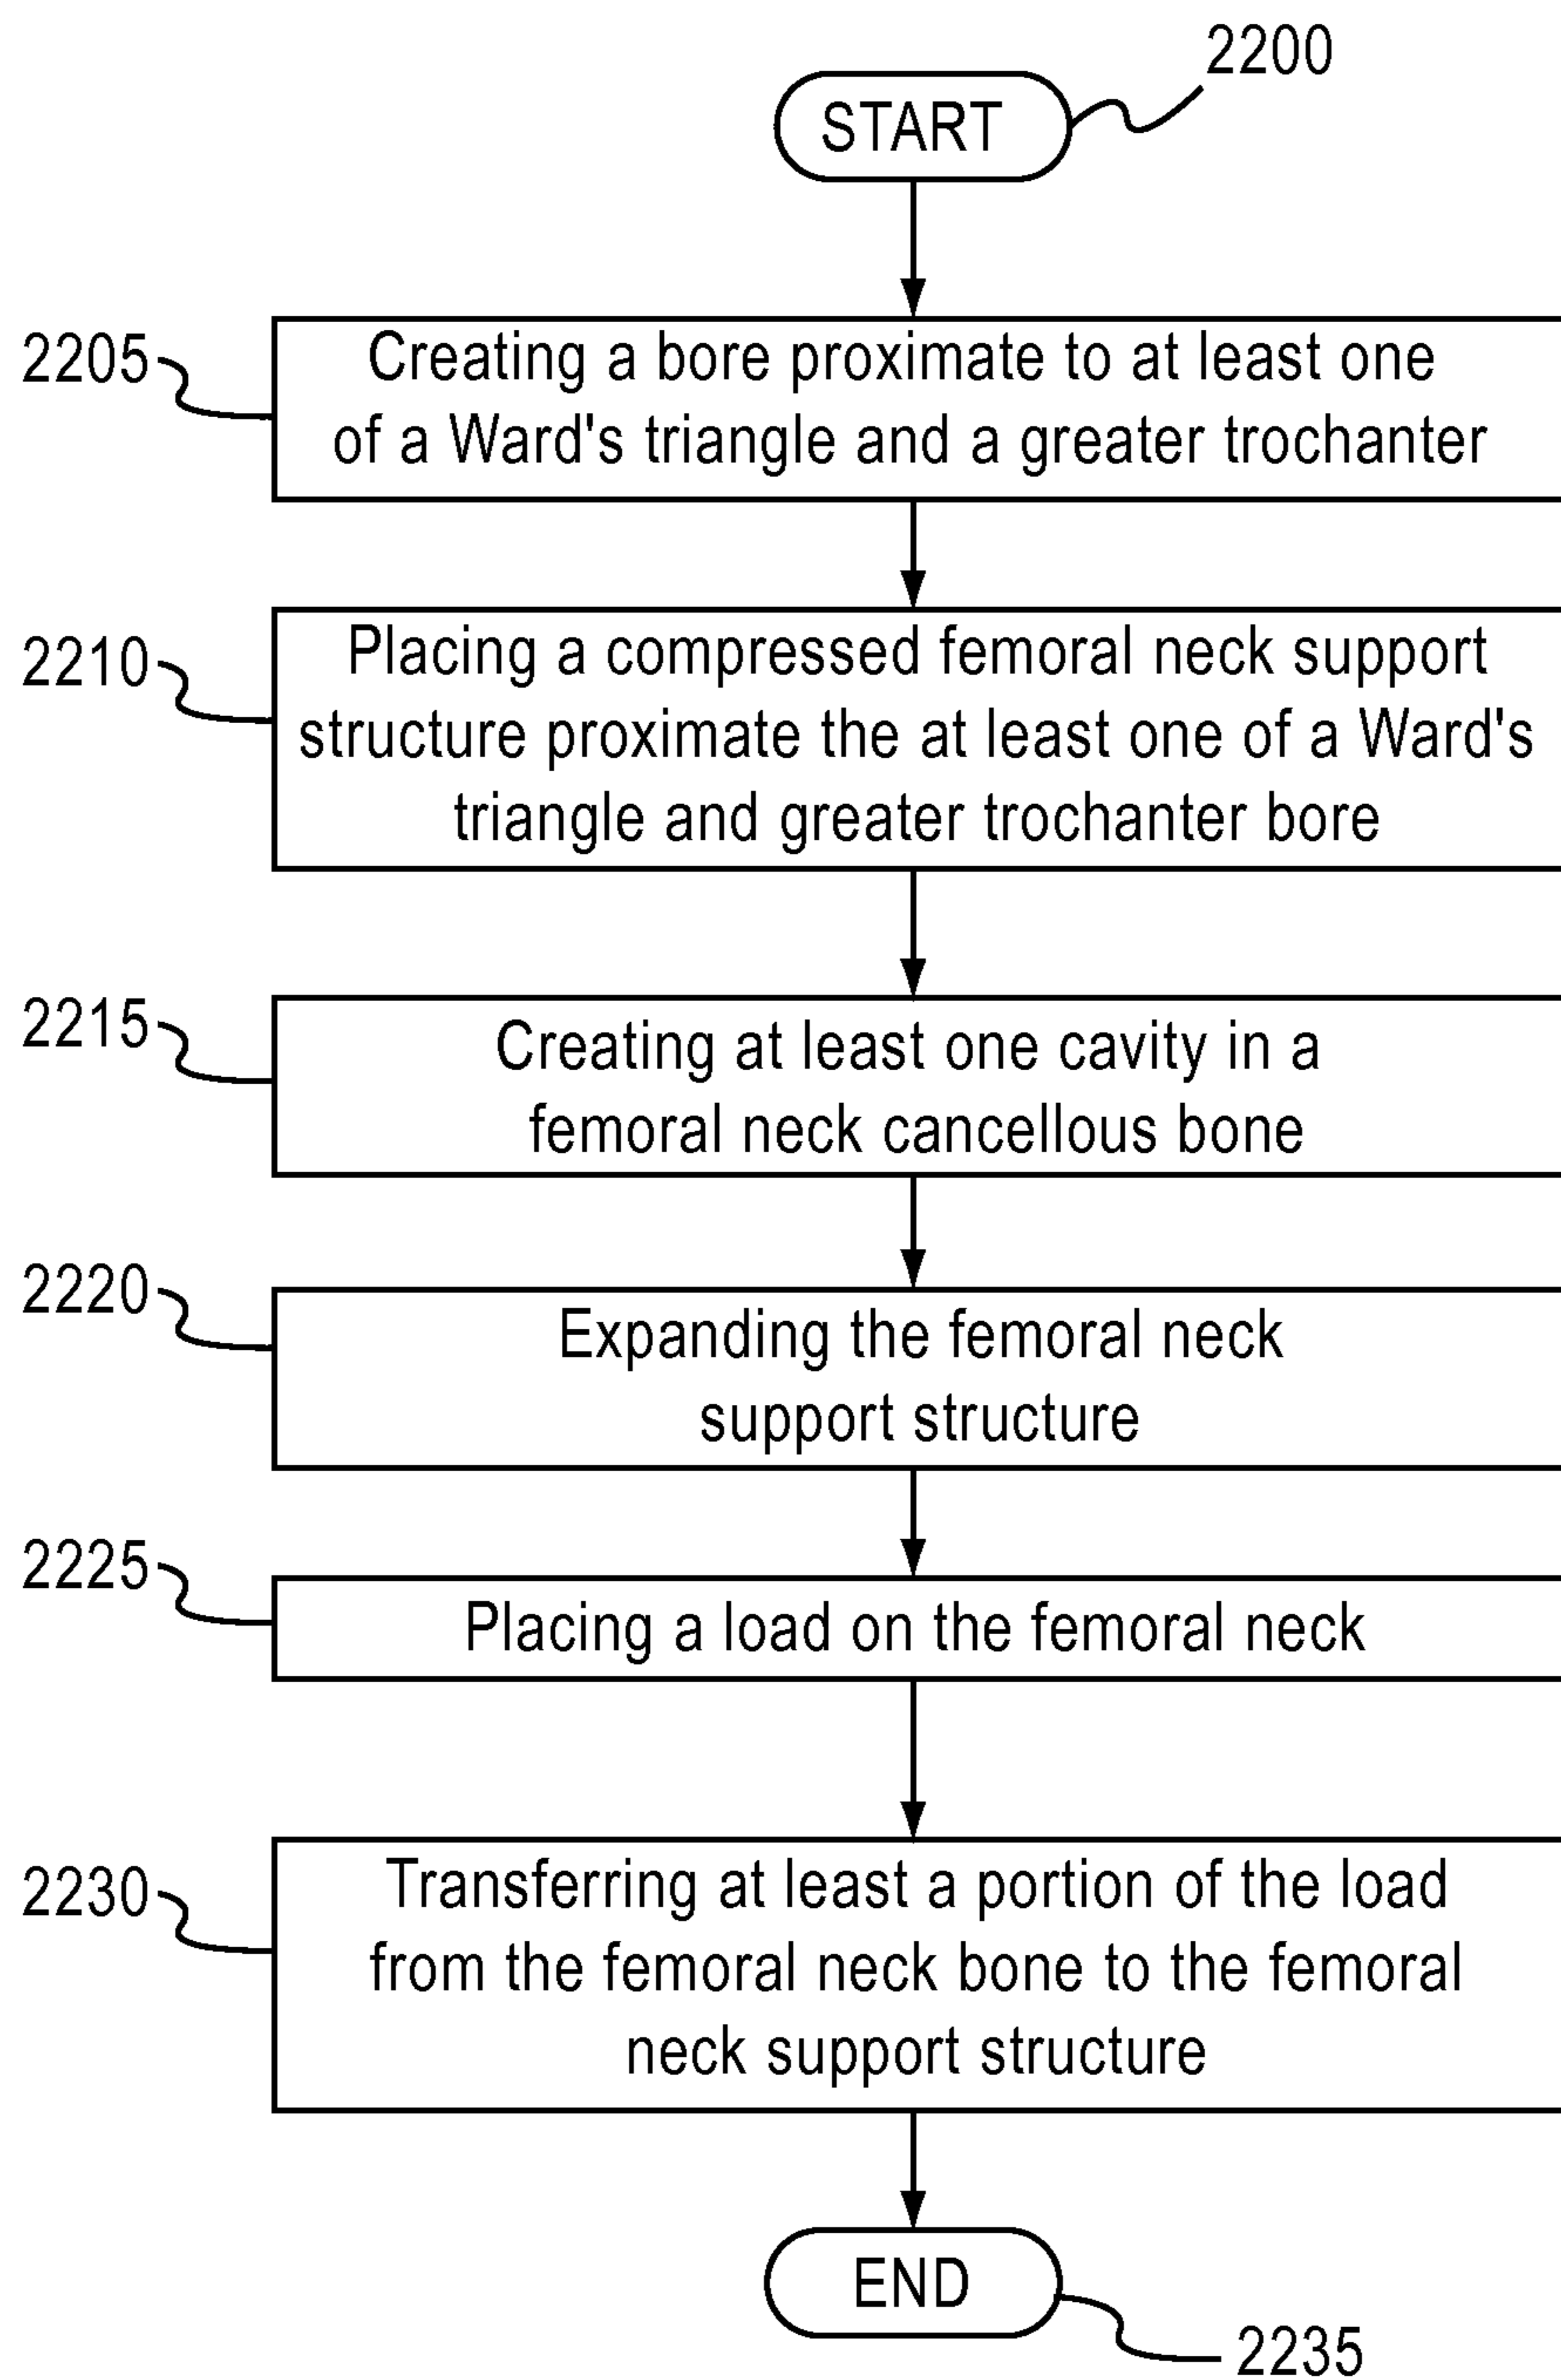 2200
START
2205
Creating a bore proximate to at least one
of a Ward's triangle and a greater trochanter
2210
Placing a compressed femoral neck support
structure proximate the at least one of a Ward's
triangle and greater trochanter bore
2215
Creating at least one cavity in a
femoral neck cancellous bone
2220
Expanding the femoral neck
support structure
2225
Placing a load on the femoral neck
2230
Transferring at least a portion of the load
from the femoral neck bone to the femoral
neck support structure
END
2235